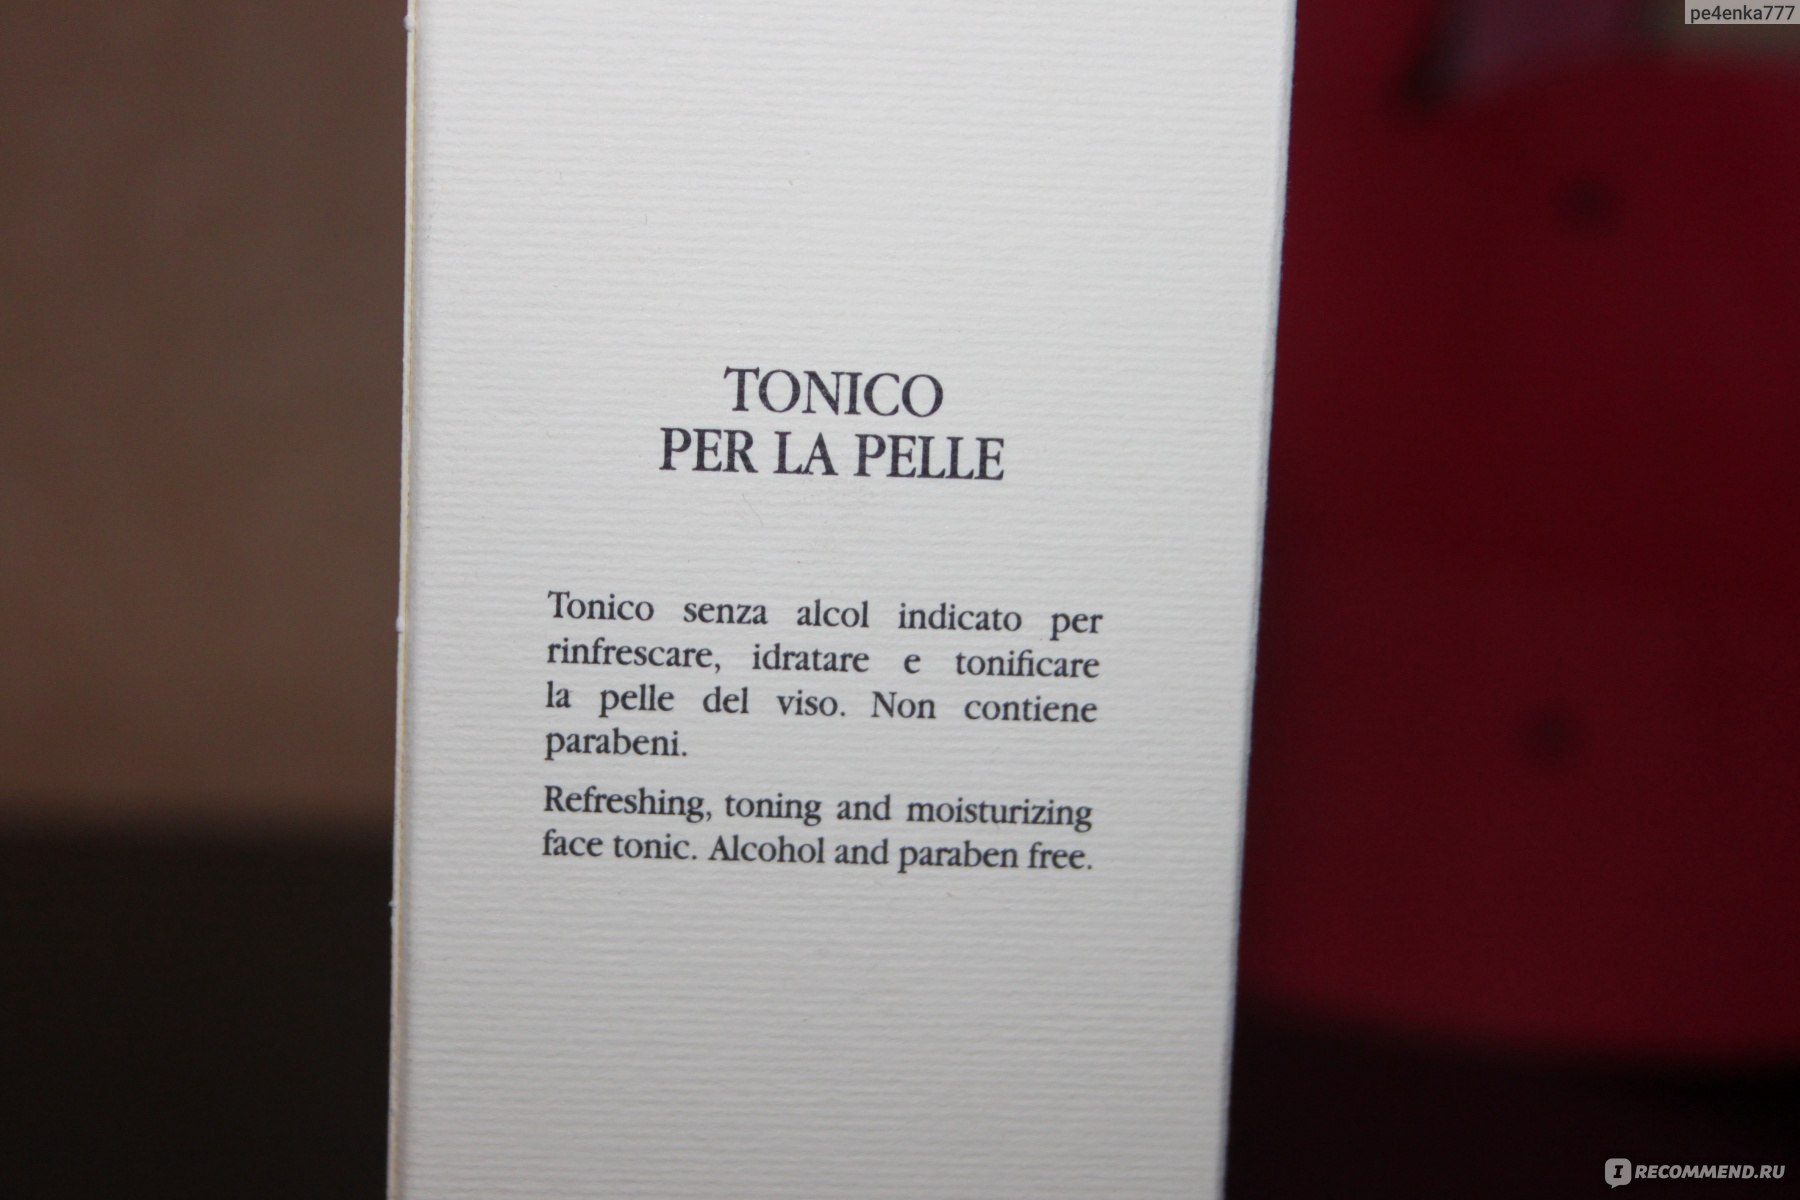 pe4enka777
TONICO
PER LA PELLE
Tonico senza alcol indicato per
rinfrescare, idratare e tonificare
la pelle del viso. Non contiene
parabeni.
Refreshing, toning and moisturizing
face tonic. Alcohol and paraben free.
IRECOMMEND.RU